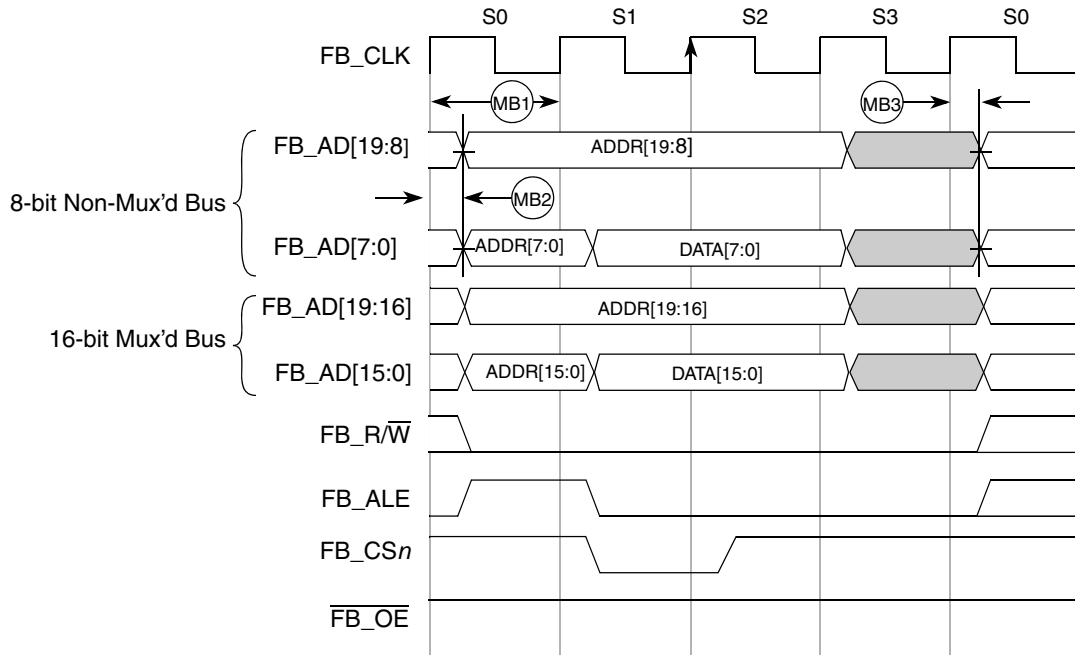 S0 S1 S2 S3 S0
FB_CLK
MB1 MB3
FB_AD[19:8] ADDR[19:8]
8-bit Non-Mux'd Bus
MB2
FB_AD[7:0] ADDR[7:0] DATA[7:0]
FB_AD[19:16] ADDR[19:16]
16-bit Mux'd Bus
FB_AD[15:0] ADDR[15:0] DATA[15:0]
FB_R/W̅
FB_ALE
FB_CSn
F̅B̅_̅O̅E̅